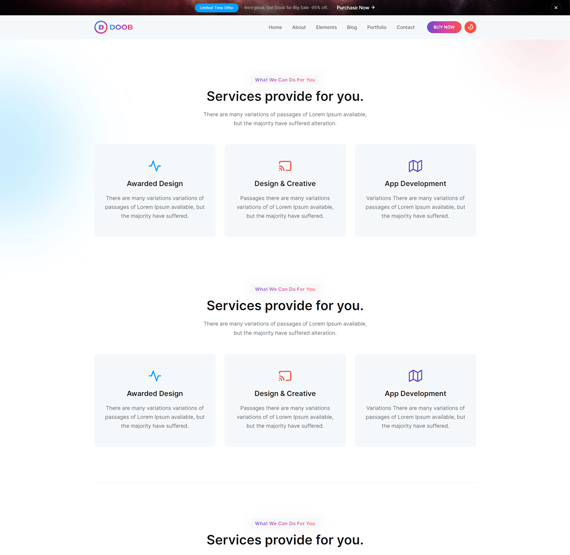 Limited Time Offer
Get Doob for Big Sale -95% off.
Purchase Now →
DOOB
Home
About
Elements
Blog
Portfolio
Contact
BUY NOW
What We Can Do For You
Services provide for you.
There are many variations of passages of Lorem Ipsum available,
but the majority have suffered alteration.
Awarded Design
There are many variations variations of
passages of Lorem Ipsum available, but
the majority have suffered.
Design & Creative
Passages there are many variations
variations of of Lorem Ipsum available,
but the majority have suffered.
App Development
Variations There are many variations of
passages of Lorem Ipsum available, but
the majority have suffered.
What We Can Do For You
Services provide for you.
There are many variations of passages of Lorem Ipsum available,
but the majority have suffered alteration.
Awarded Design
There are many variations variations of
passages of Lorem Ipsum available, but
the majority have suffered.
Design & Creative
Passages there are many variations
variations of of Lorem Ipsum available,
but the majority have suffered.
App Development
Variations There are many variations of
passages of Lorem Ipsum available, but
the majority have suffered.
What We Can Do For You
Services provide for you.